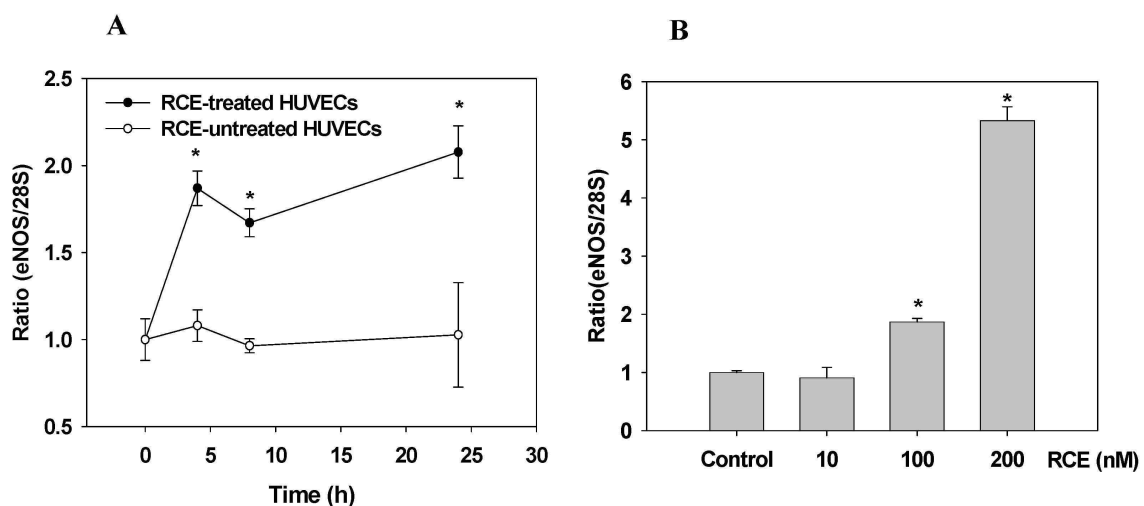 A
Ratio (eNOS/28S)
2.5
2.0
1.5
1.0
0.5
RCE-treated HUVECs
RCE-untreated HUVECs
*
*
*
0 5 10 15 20 25 30
Time (h)
B
Ratio(eNOS/28S)
6
5
4
3
2
1
0
*
*
Control 10 100 200 RCE (nM)